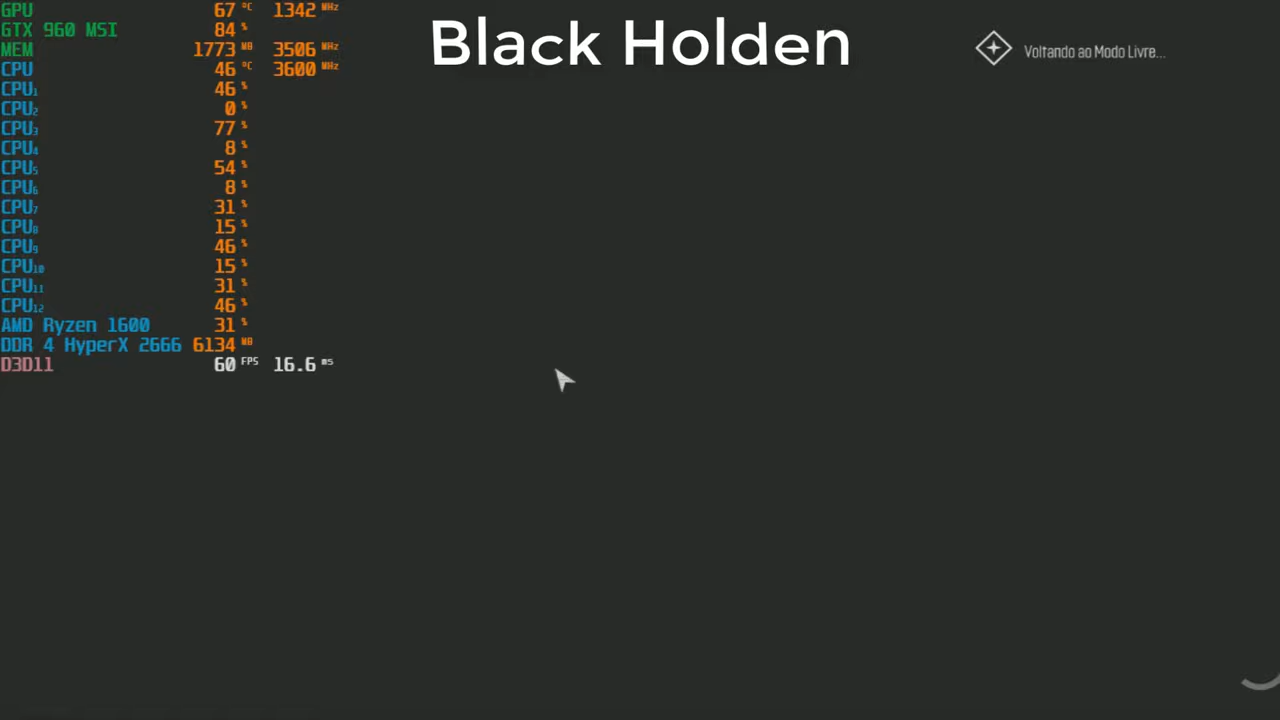 Black Holden
Voltando ao Modo Livre...
GPU 67 °C 1342 MHz
GTX 960 MSI 84 %
MEM 1773 MB 3506 MHz
CPU 46 °C 3600 MHz
CPU1 46 %
CPU2 0 %
CPU3 77 %
CPU4 8 %
CPU5 54 %
CPU6 8 %
CPU7 31 %
CPU8 15 %
CPU9 46 %
CPU10 15 %
CPU11 31 %
CPU12 46 %
AMD Ryzen 1600 31 %
DDR 4 HyperX 2666 6134 MB
D3D11 60 FPS 16.6 ms